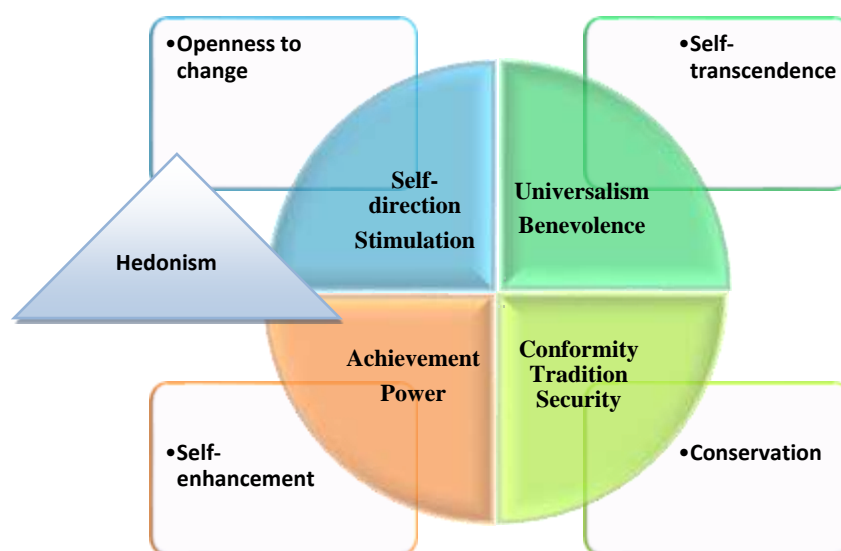 •Openness to
change
•Self-
transcendence
Self-
direction
Stimulation
Universalism
Benevolence
Hedonism
Achievement
Power
Conformity
Tradition
Security
•Self-
enhancement
•Conservation